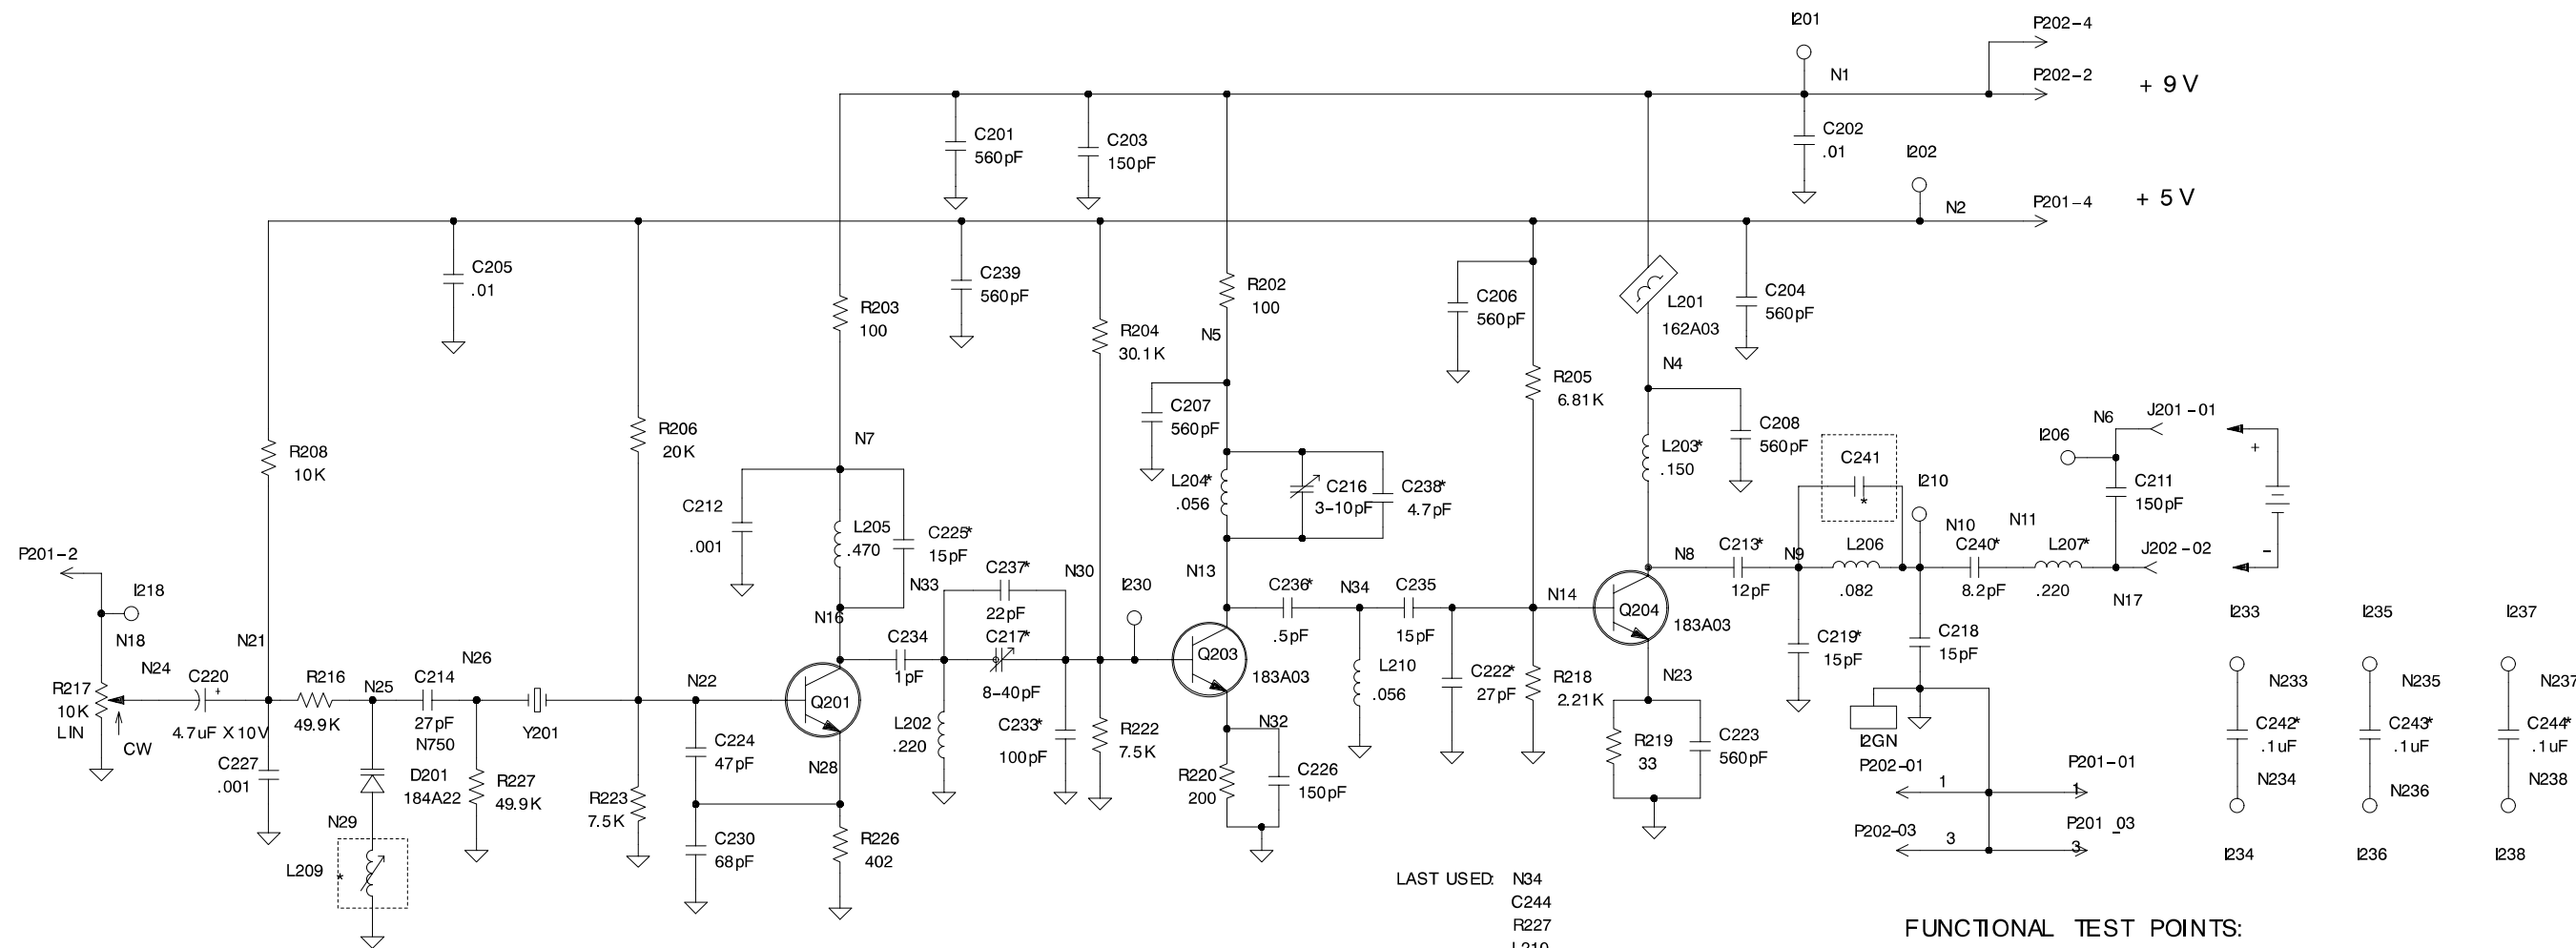 I201
P202-4
N1
P202-2
+ 9 V
C201
560pF
C203
150pF
C202
.01
I202
N2
P201-4
+ 5 V
C205
.01
C239
560pF
R203
100
R204
30.1K
R202
100
N5
C206
560pF
L201
162A03
C204
560pF
N4
R205
6.81K
R208
10K
R206
20K
N7
C207
560pF
L204*
.056
C216
3-10pF
C238*
4.7pF
L203*
.150
C208
560pF
C241
*
I206
N6
J201-01
+
C211
150pF
I210
C212
.001
L205
.470
C225*
15pF
P201-2
I218
N18
N33
C237*
22pF
N30
I230
N13
C236*
.5pF
N34
C235
15pF
N14
Q204
183A03
N8
C213*
12pF
N9
L206
.082
N10
C240*
8.2pF
N11
L207*
.220
J202-02
-
N17
N16
C234
1pF
C217*
8-40pF
Q203
183A03
L210
.056
C222*
27pF
R218
2.21K
N23
C219*
15pF
C218
15pF
I233
I235
I237
N24
R217
10K
LIN
CW
C220
+
4.7uF X 10V
N21
R216
49.9K
N25
C214
27pF
N750
N26
Y201
N22
Q201
L202
.220
C233*
100pF
R222
7.5K
N32
R220
200
C226
150pF
R219
33
C223
560pF
I2GN
N233
C242*
.1uF
N234
N235
C243*
.1uF
N236
N237
C244*
.1uF
N238
C227
.001
D201
184A22
R227
49.9K
R223
7.5K
C224
47pF
N28
P202-01
1
P201-01
1
N29
L209
*
C230
68pF
R226
402
P202-03
3
P201_03
3
I234
I236
I238
LAST USED: N34
C244
R227
L210
FUNCTIONAL TEST POINTS: